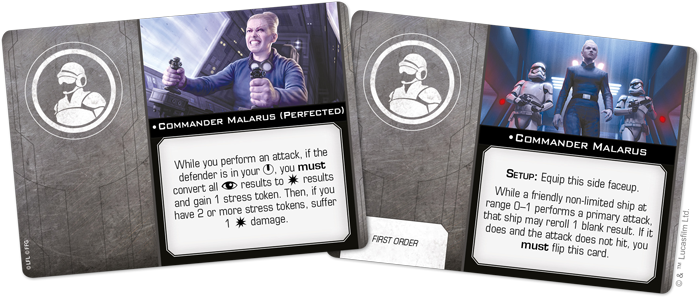 •Commander Malarus (Perfected)
While you perform an attack, if the
defender is in your , you must
convert all results to results
and gain 1 stress token. Then, if you
have 2 or more stress tokens, suffer
1 damage.
©LFL ©FFG
•Commander Malarus
Setup: Equip this side faceup.
While a friendly non-limited ship at
range 0–1 performs a primary attack,
that ship may reroll 1 blank result. If it
does and the attack does not hit, you
must flip this card.
FIRST ORDER
© & ™ Lucasfilm Ltd.